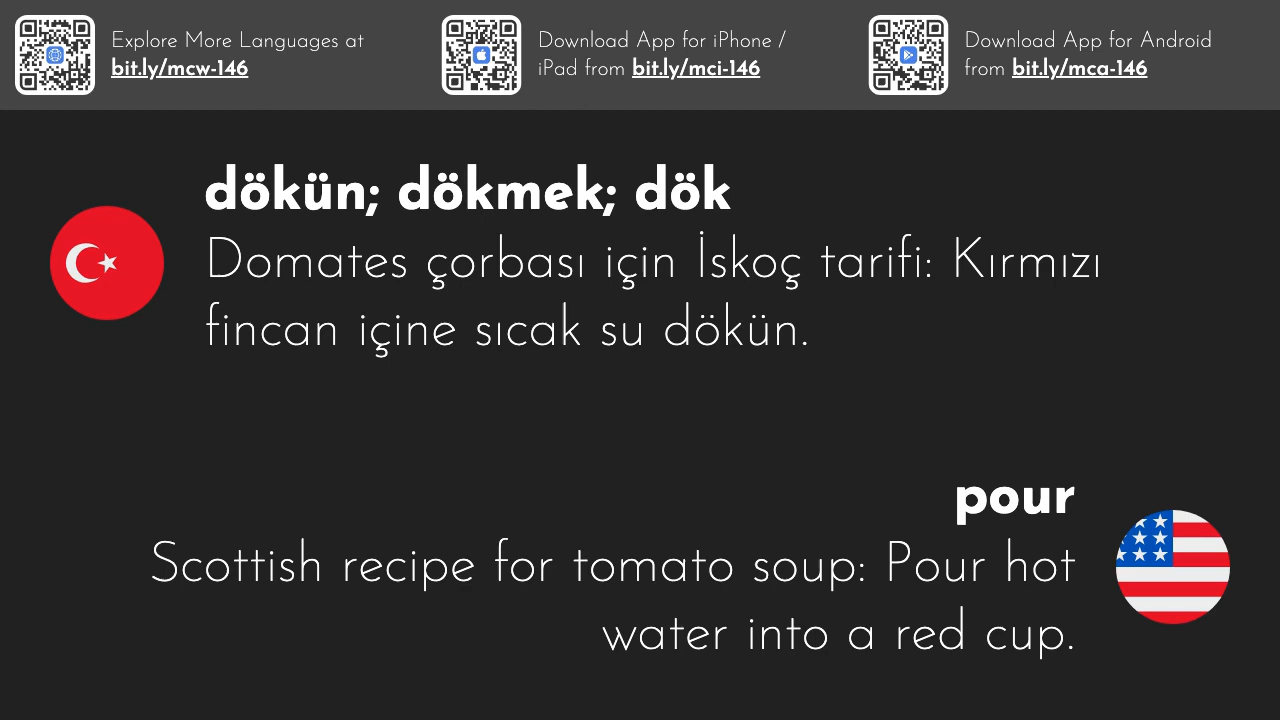 Explore More Languages at
bit.ly/mcw-146
Download App for iPhone /
iPad from bit.ly/mci-146
Download App for Android
from bit.ly/mca-146
dökün; dökmek; dök
Domates çorbası için İskoç tarifi: Kırmızı
fincan içine sıcak su dökün.
pour
Scottish recipe for tomato soup: Pour hot
water into a red cup.